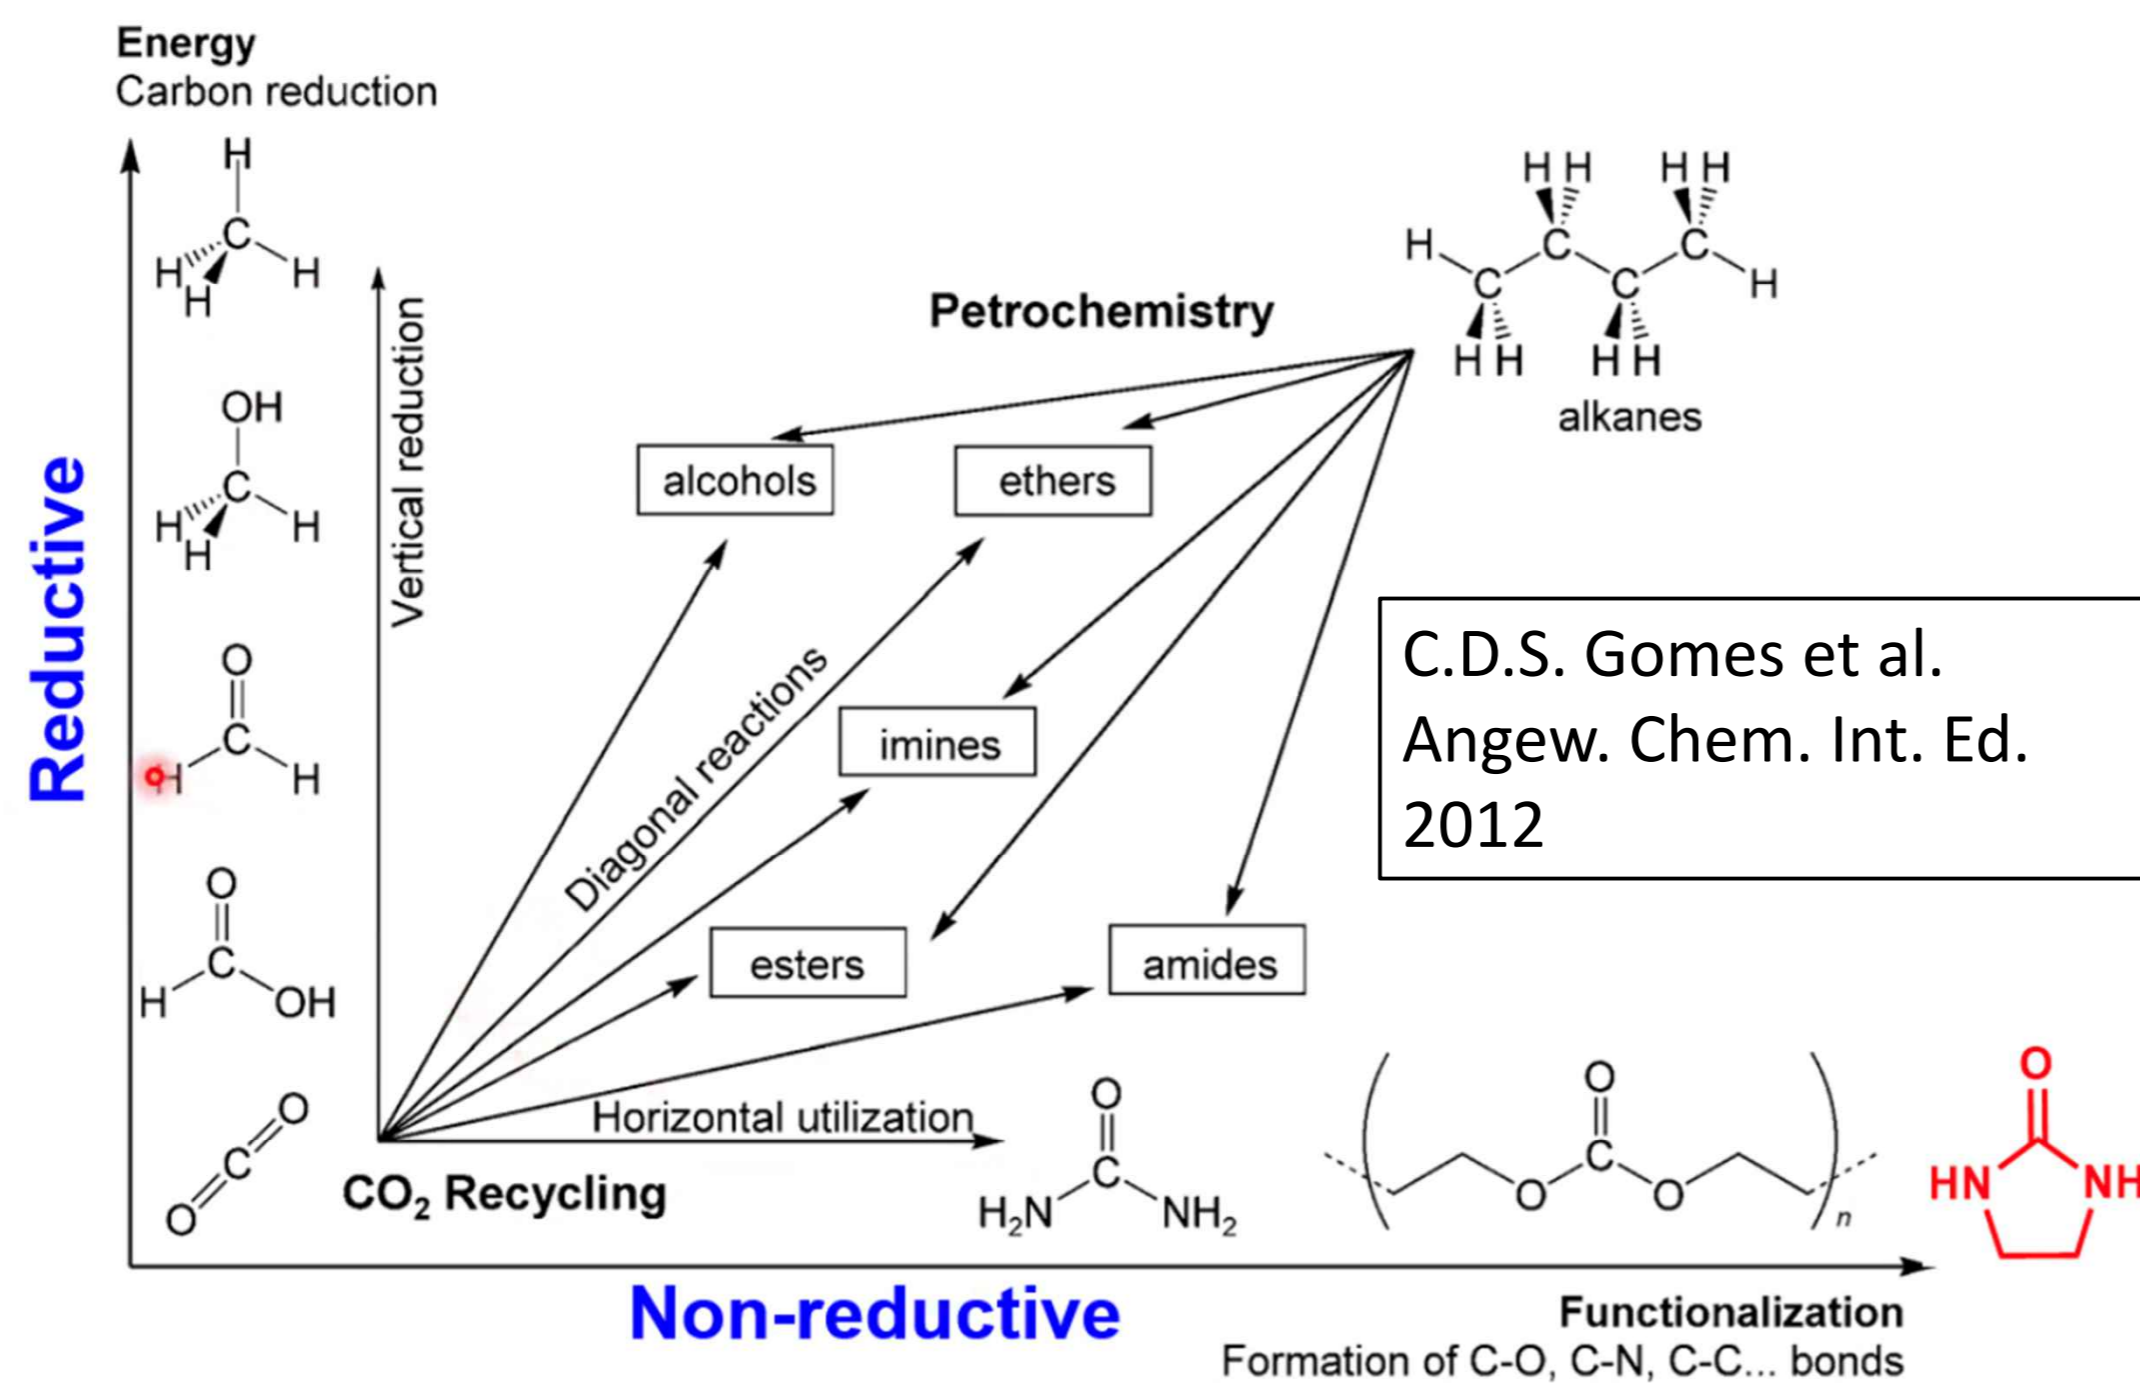 Energy
Carbon reduction
H
C
H H
H
OH
C
H H
H
O
C
H H
O
C
H OH
O
C
O
Reductive
Vertical reduction
Petrochemistry
H H H H
H C C
C C H
H H H H
alkanes
alcohols
ethers
Diagonal reactions
imines
esters
amides
C.D.S. Gomes et al.
Angew. Chem. Int. Ed.
2012
Horizontal utilization
CO₂ Recycling
O
C
H₂N NH₂
O
C
O O
n
O
HN NH
Non-reductive
Functionalization
Formation of C-O, C-N, C-C... bonds